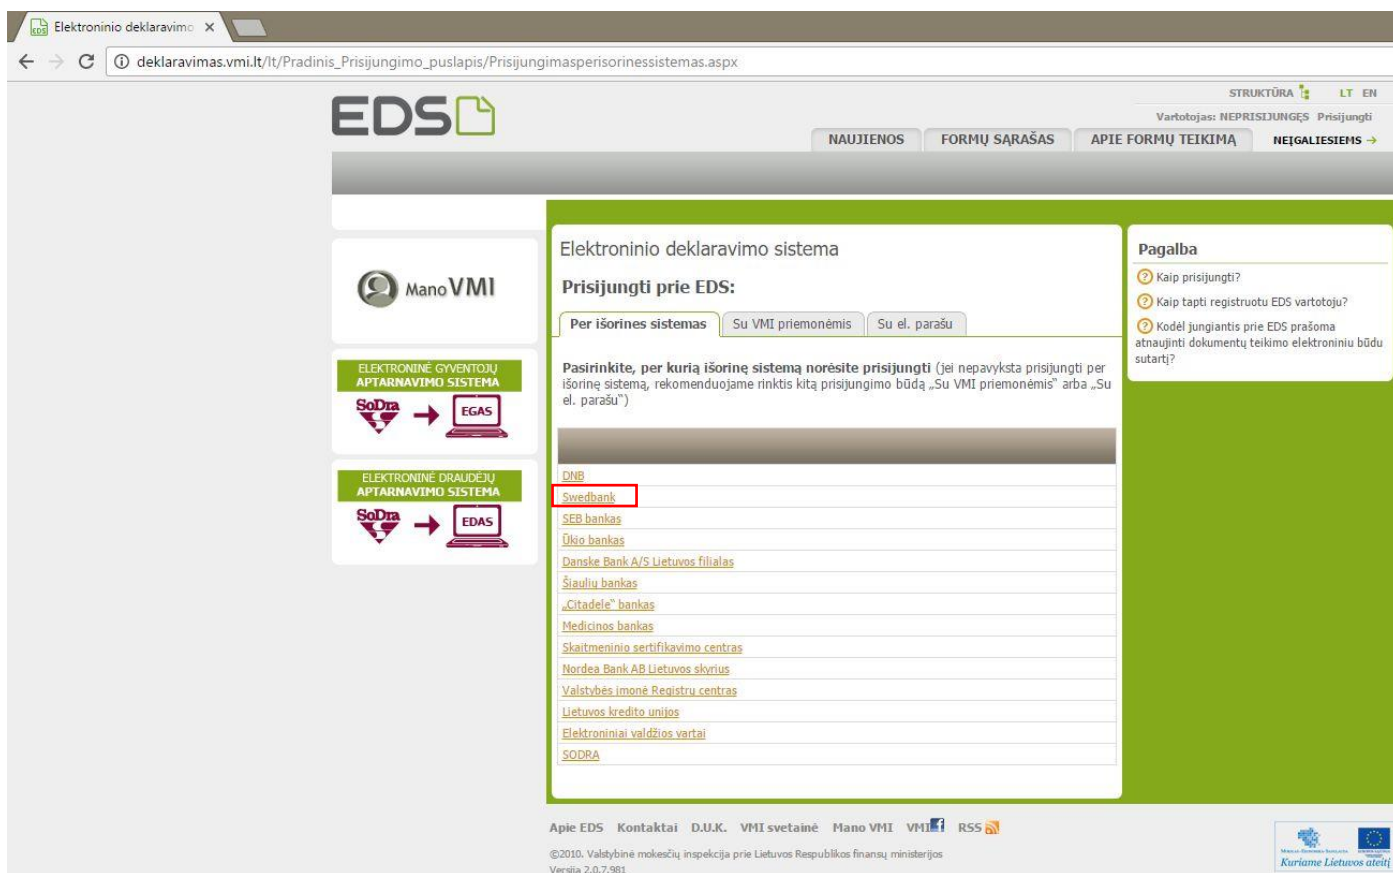 Elektroninio deklaravimo
deklaravimas.vmi.lt/lt/Pradinis_Prisijungimo_puslapis/Prisijungimasperisorinessistemas.aspx
EDS
STRUKTŪRA LT EN
Vartotojas: NEPRISIJUNGĘS Prisijungti
NAUJIENOS FORMŲ SĄRAŠAS APIE FORMŲ TEIKIMĄ NEĮGALIESIEMS →
Mano VMI
ELEKTRONINĖ GYVENTOJŲ
APTARNAVIMO SISTEMA
SoDra EGAS
ELEKTRONINĖ DRAUDĖJŲ
APTARNAVIMO SISTEMA
SoDra EDAS
Elektroninio deklaravimo sistema
Prisijungti prie EDS:
Per išorines sistemas Su VMI priemonėmis Su el. parašu
Pasirinkite, per kurią išorinę sistemą norėsite prisijungti (jei nepavyksta prisijungti per
išorinę sistemą, rekomenduojame rinktis kitą prisijungimo būdą „Su VMI priemonėmis" arba „Su
el. parašu")
DNB
Swedbank
SEB bankas
Ūkio bankas
Danske Bank A/S Lietuvos filialas
Šiaulių bankas
„Citadele" bankas
Medicinos bankas
Skaitmeninio sertifikavimo centras
Nordea Bank AB Lietuvos skyrius
Valstybės įmonė Registrų centras
Lietuvos kredito unijos
Elektroniniai valdžios vartai
SODRA
Pagalba
Kaip prisijungti?
Kaip tapti registruotu EDS vartotoju?
Kodėl jungiantis prie EDS prašoma
atnaujinti dokumentų teikimo elektroniniu būdu
sutartį?
Apie EDS Kontaktai D.U.K. VMI svetainė Mano VMI VMI RSS
©2010. Valstybinė mokesčių inspekcija prie Lietuvos Respublikos finansų ministerijos
Versija 2.0.7.981
Kuriame Lietuvos ateitį